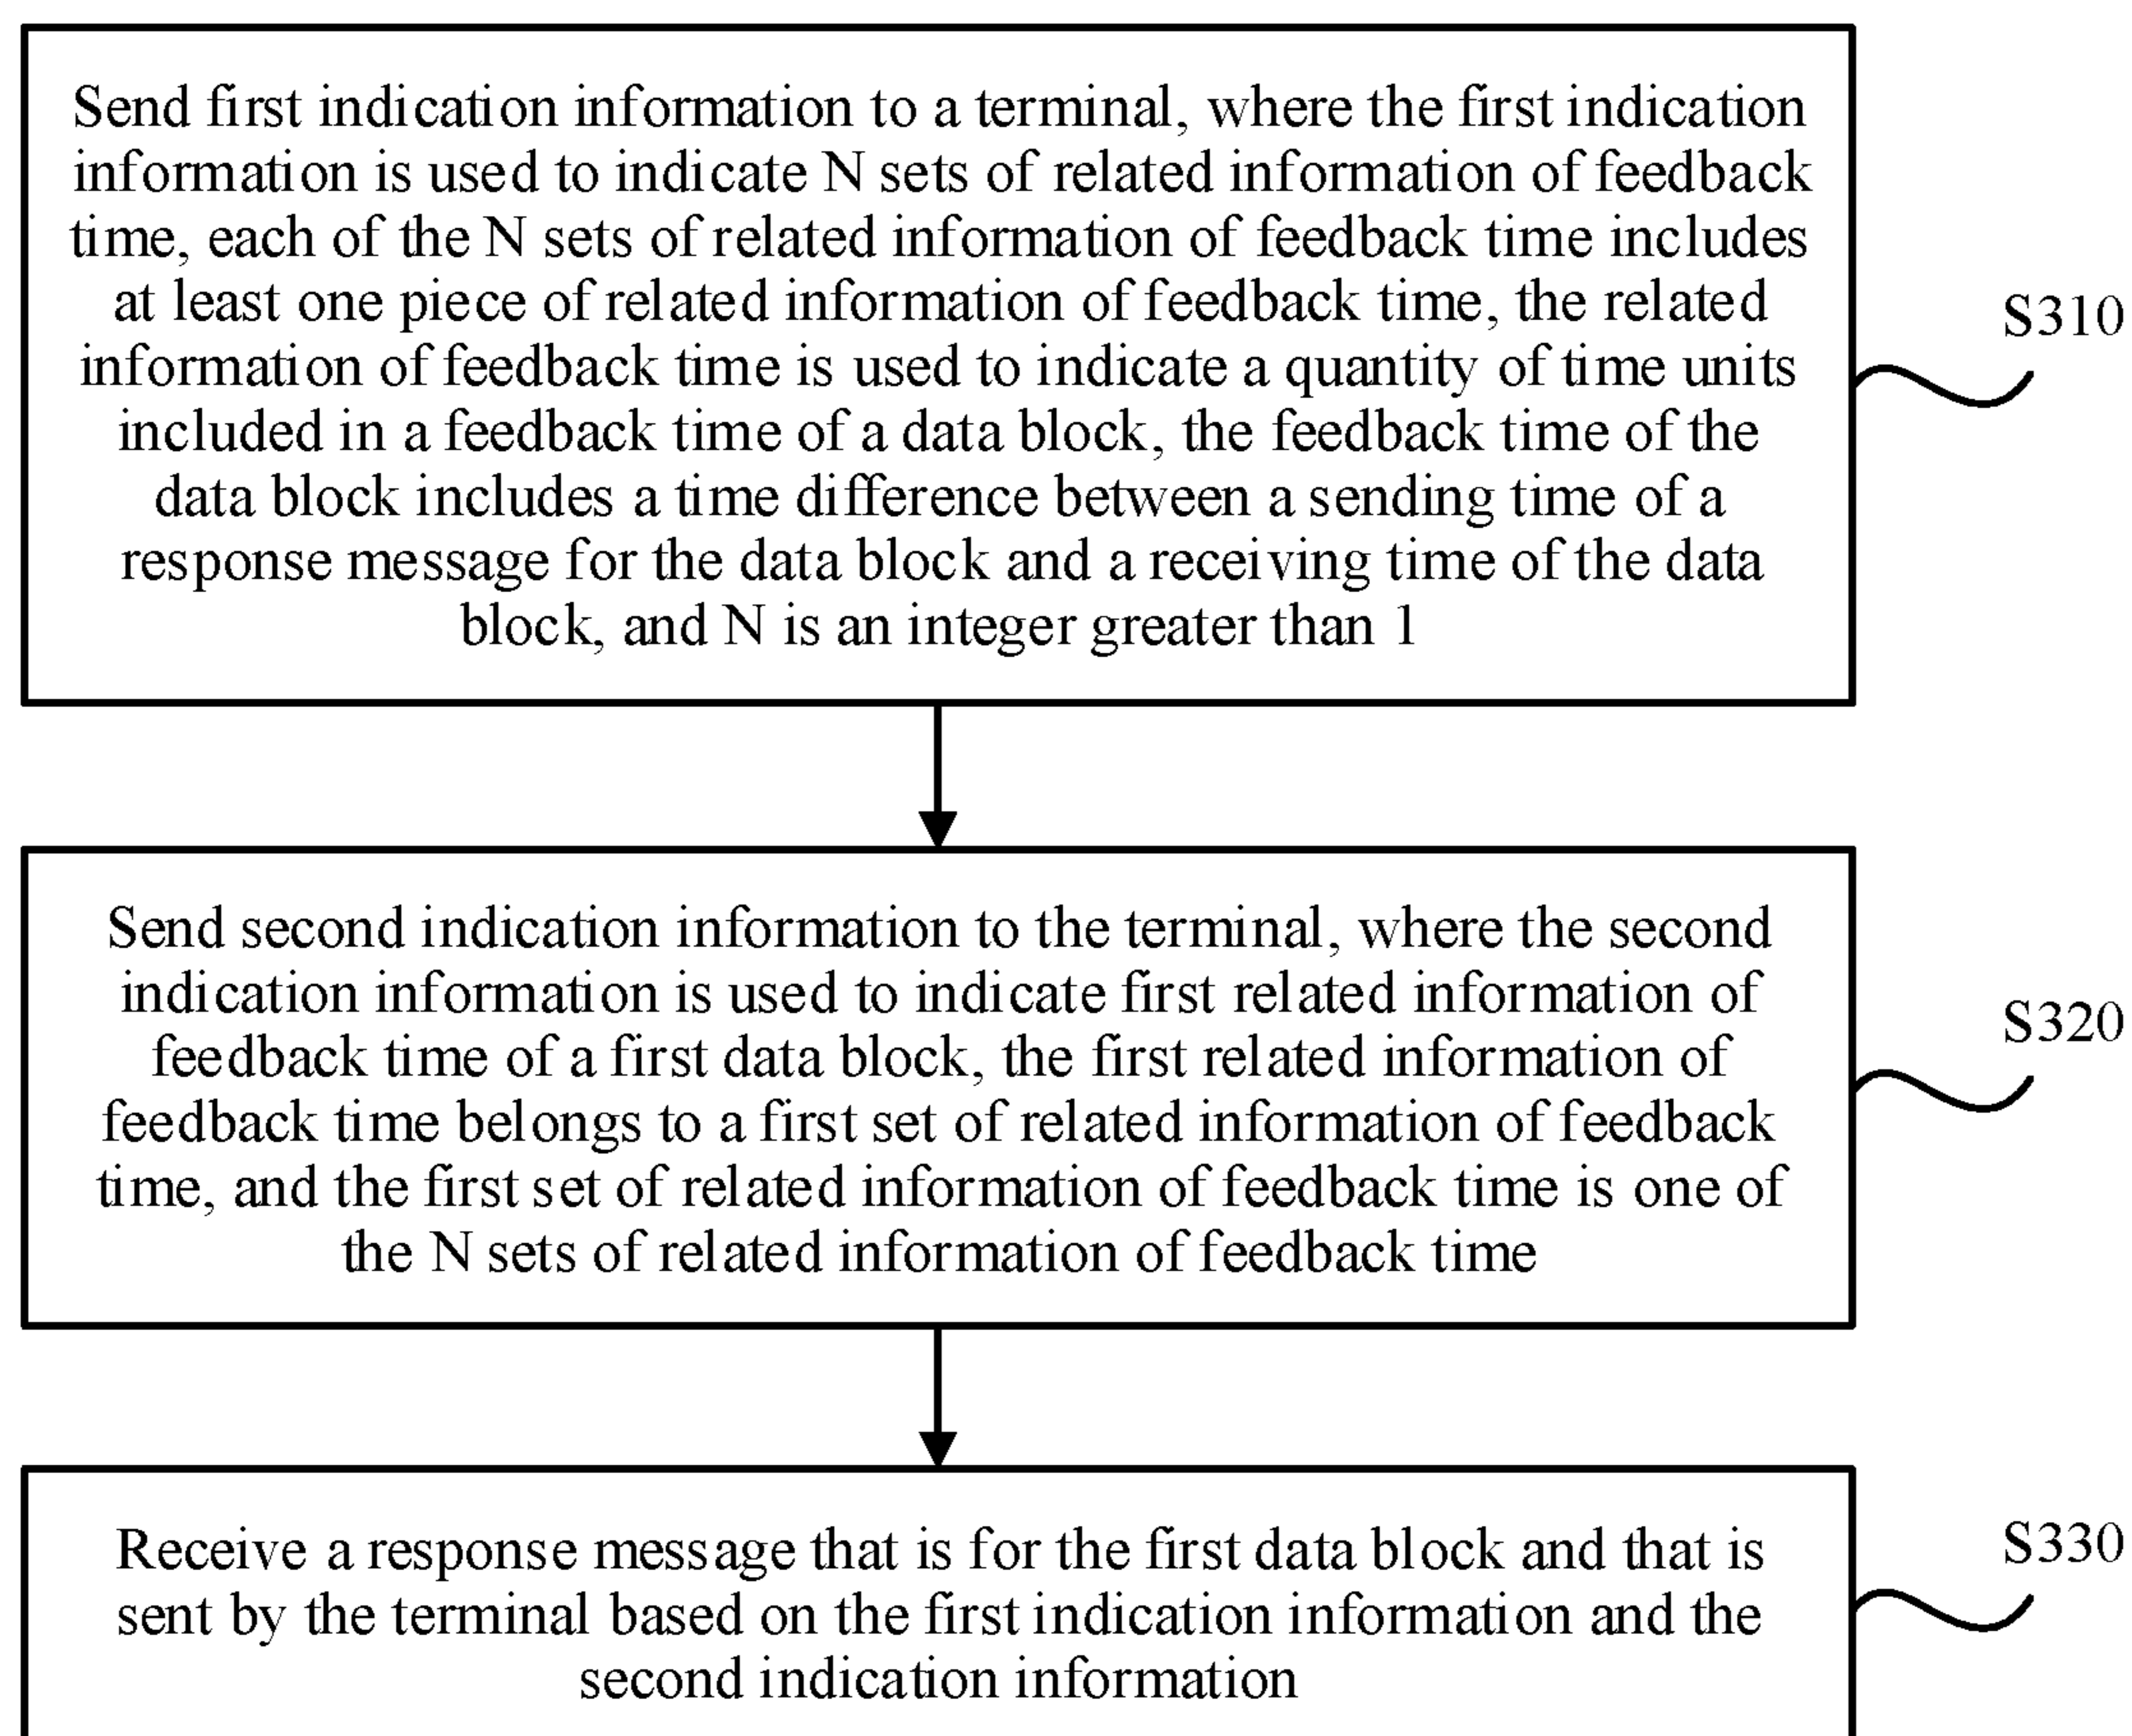 Send first indication information to a terminal, where the first indication
information is used to indicate N sets of related information of feedback
time, each of the N sets of related information of feedback time includes
at least one piece of related information of feedback time, the related
information of feedback time is used to indicate a quantity of time units
included in a feedback time of a data block, the feedback time of the
data block includes a time difference between a sending time of a
response message for the data block and a receiving time of the data
block, and N is an integer greater than 1
S310
Send second indication information to the terminal, where the second
indication information is used to indicate first related information of
feedback time of a first data block, the first related information of
feedback time belongs to a first set of related information of feedback
time, and the first set of related information of feedback time is one of
the N sets of related information of feedback time
S320
Receive a response message that is for the first data block and that is
sent by the terminal based on the first indication information and the
second indication information
S330